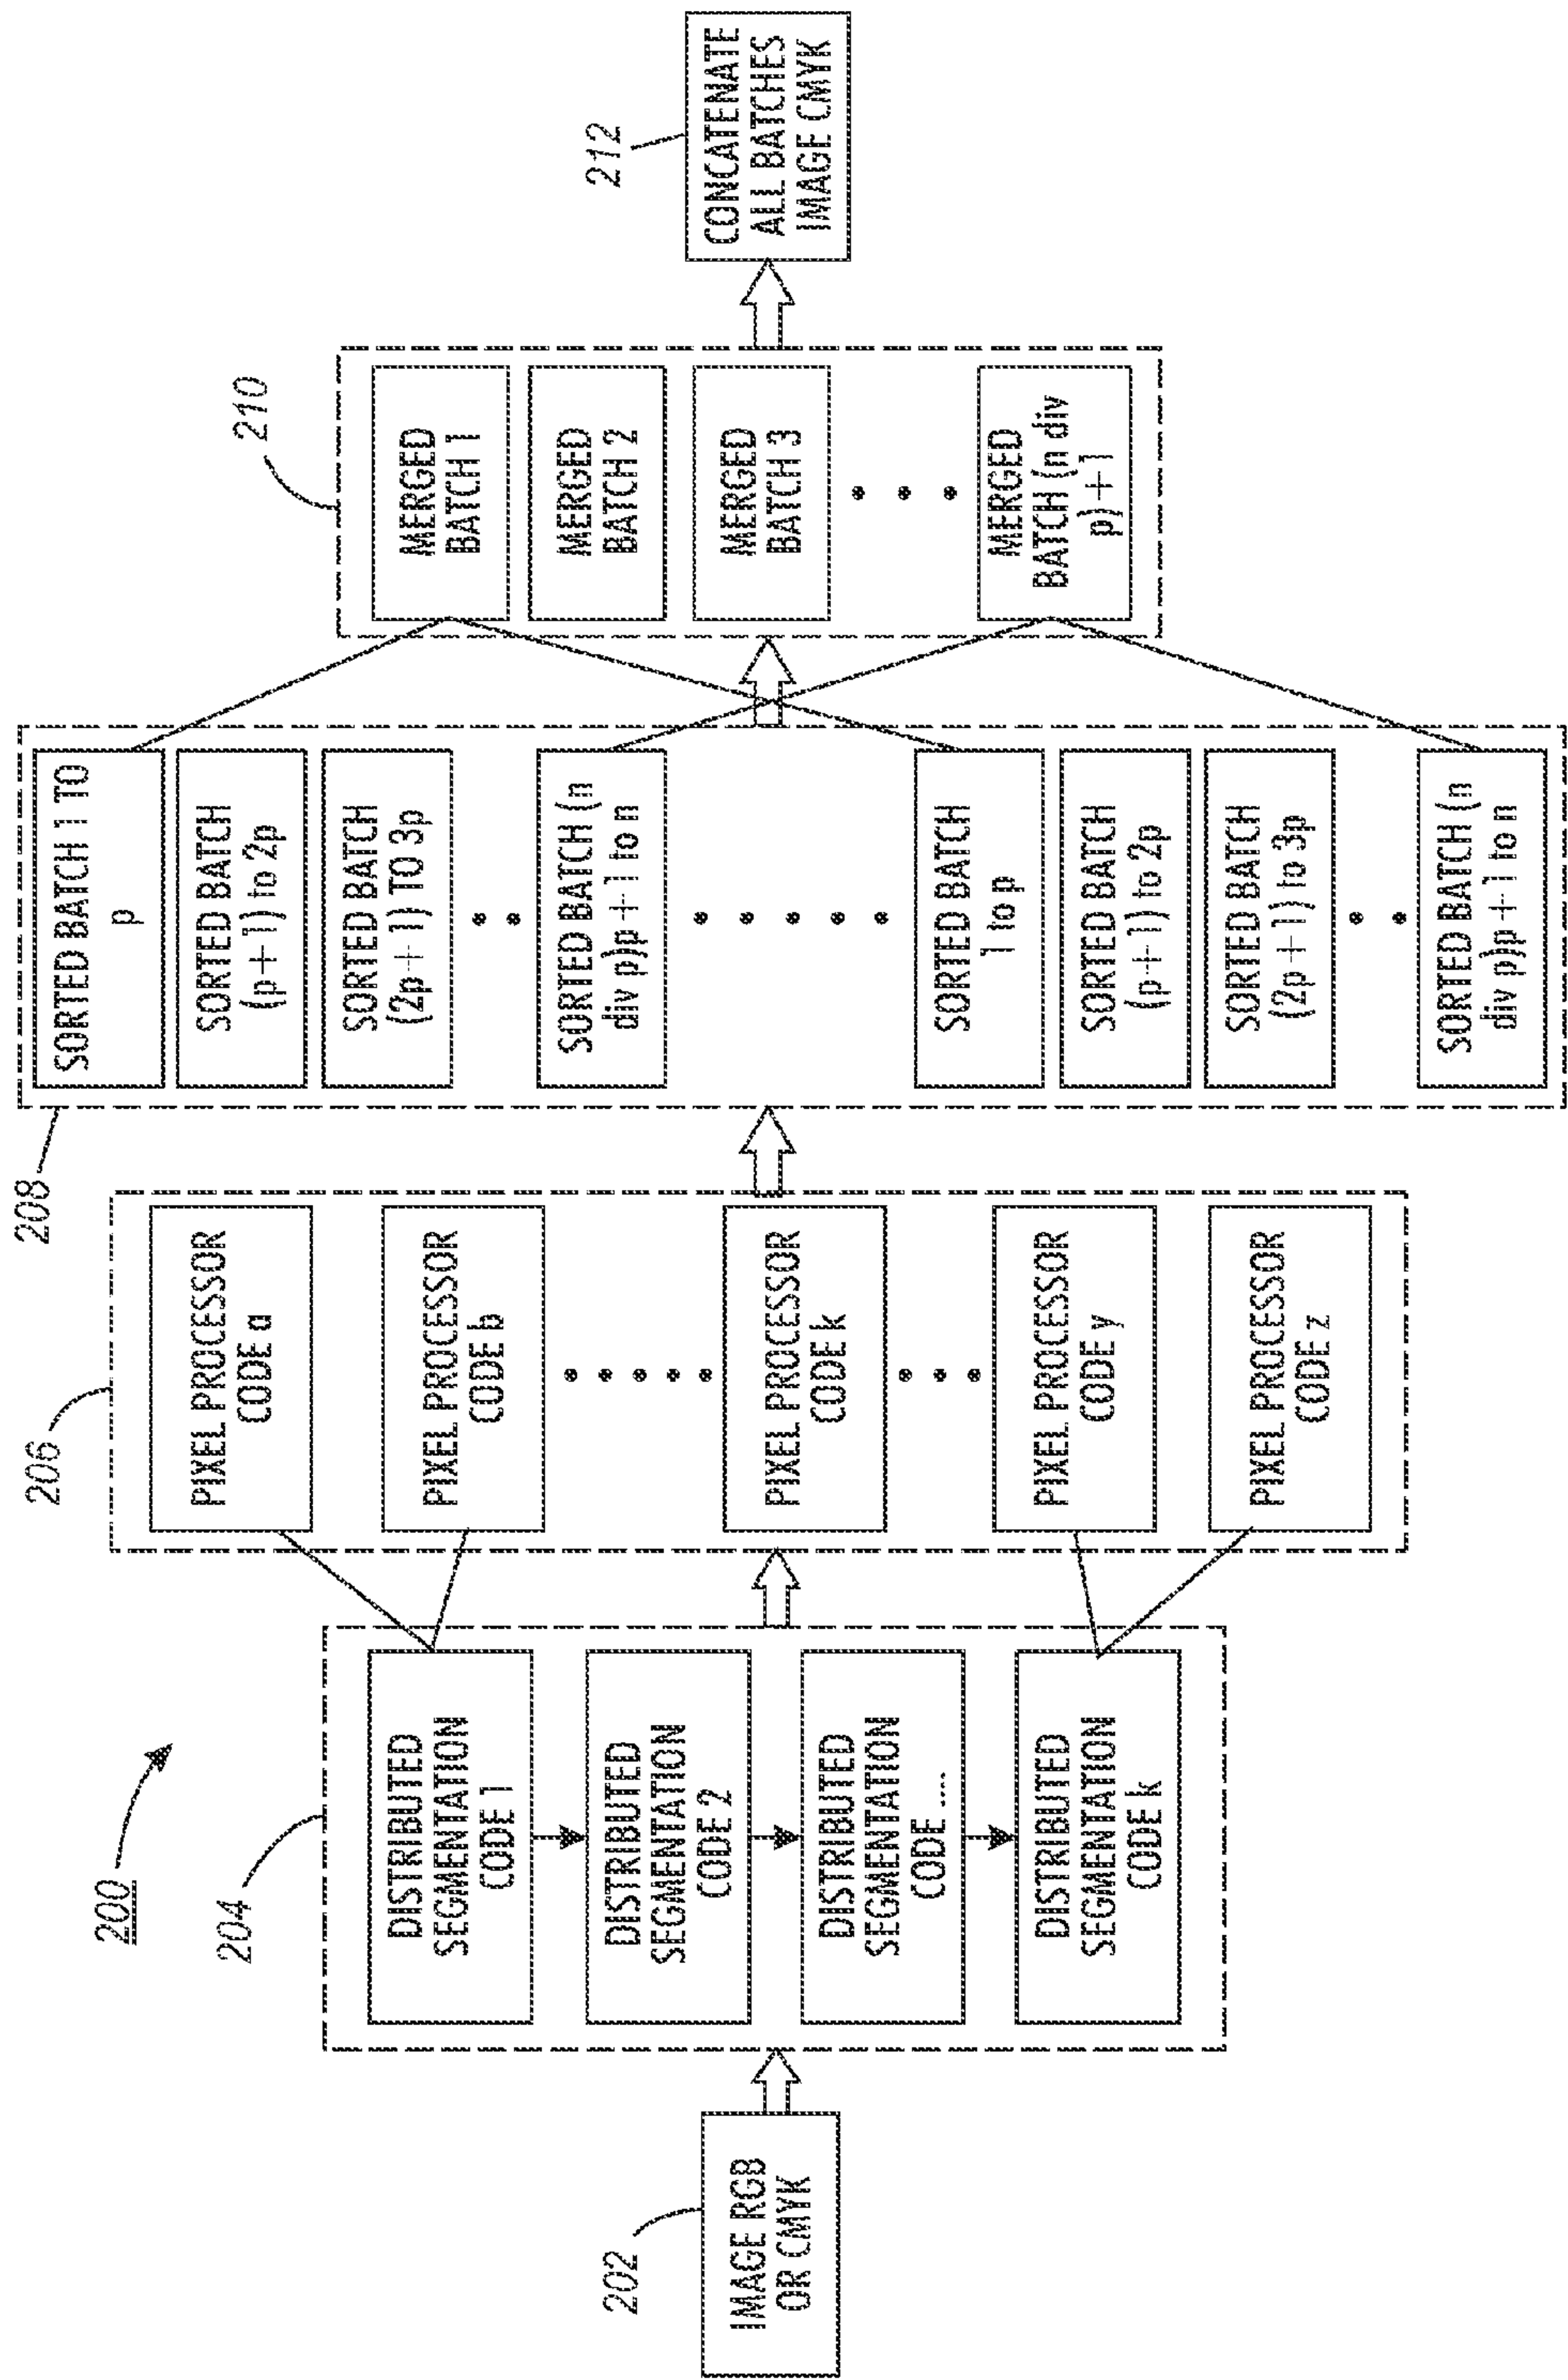 200
202
IMAGE RGB
OR CMYK
204
DISTRIBUTED
SEGMENTATION
CODE 1
DISTRIBUTED
SEGMENTATION
CODE 2
DISTRIBUTED
SEGMENTATION
CODE ....
DISTRIBUTED
SEGMENTATION
CODE k
206
PIXEL PROCESSOR
CODE a
PIXEL PROCESSOR
CODE b
PIXEL PROCESSOR
CODE k
PIXEL PROCESSOR
CODE y
PIXEL PROCESSOR
CODE z
208
SORTED BATCH 1 TO
p
SORTED BATCH
(p+1) to 2p
SORTED BATCH
(2p+1) TO 3p
SORTED BATCH (n
div p)p + 1 to n
SORTED BATCH
1 to p
SORTED BATCH
(p+1) to 2p
SORTED BATCH
(2p+1) to 3p
SORTED BATCH (n
div p)p + 1 to n
210
MERGED
BATCH 1
MERGED
BATCH 2
MERGED
BATCH 3
MERGED
BATCH (n div
p) + 1
212
CONCATENATE
ALL BATCHES
IMAGE CMYK